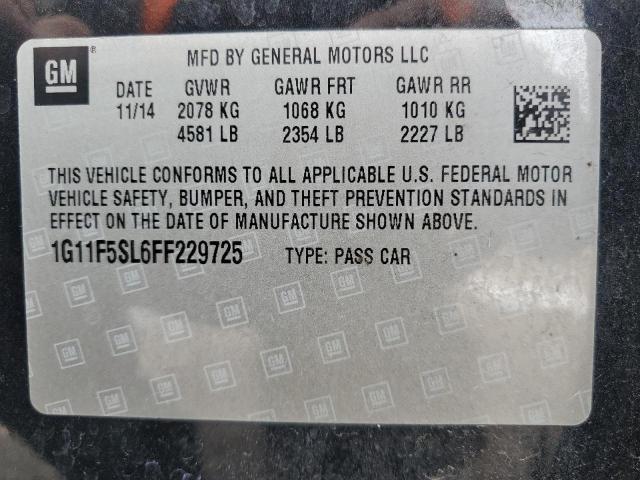 GM
®
MFD BY GENERAL MOTORS LLC
DATE GVWR GAWR FRT GAWR RR
11/14 2078 KG 1068 KG 1010 KG
4581 LB 2354 LB 2227 LB
THIS VEHICLE CONFORMS TO ALL APPLICABLE U.S. FEDERAL MOTOR
VEHICLE SAFETY, BUMPER, AND THEFT PREVENTION STANDARDS IN
EFFECT ON THE DATE OF MANUFACTURE SHOWN ABOVE.
1G11F5SL6FF229725 TYPE: PASS CAR